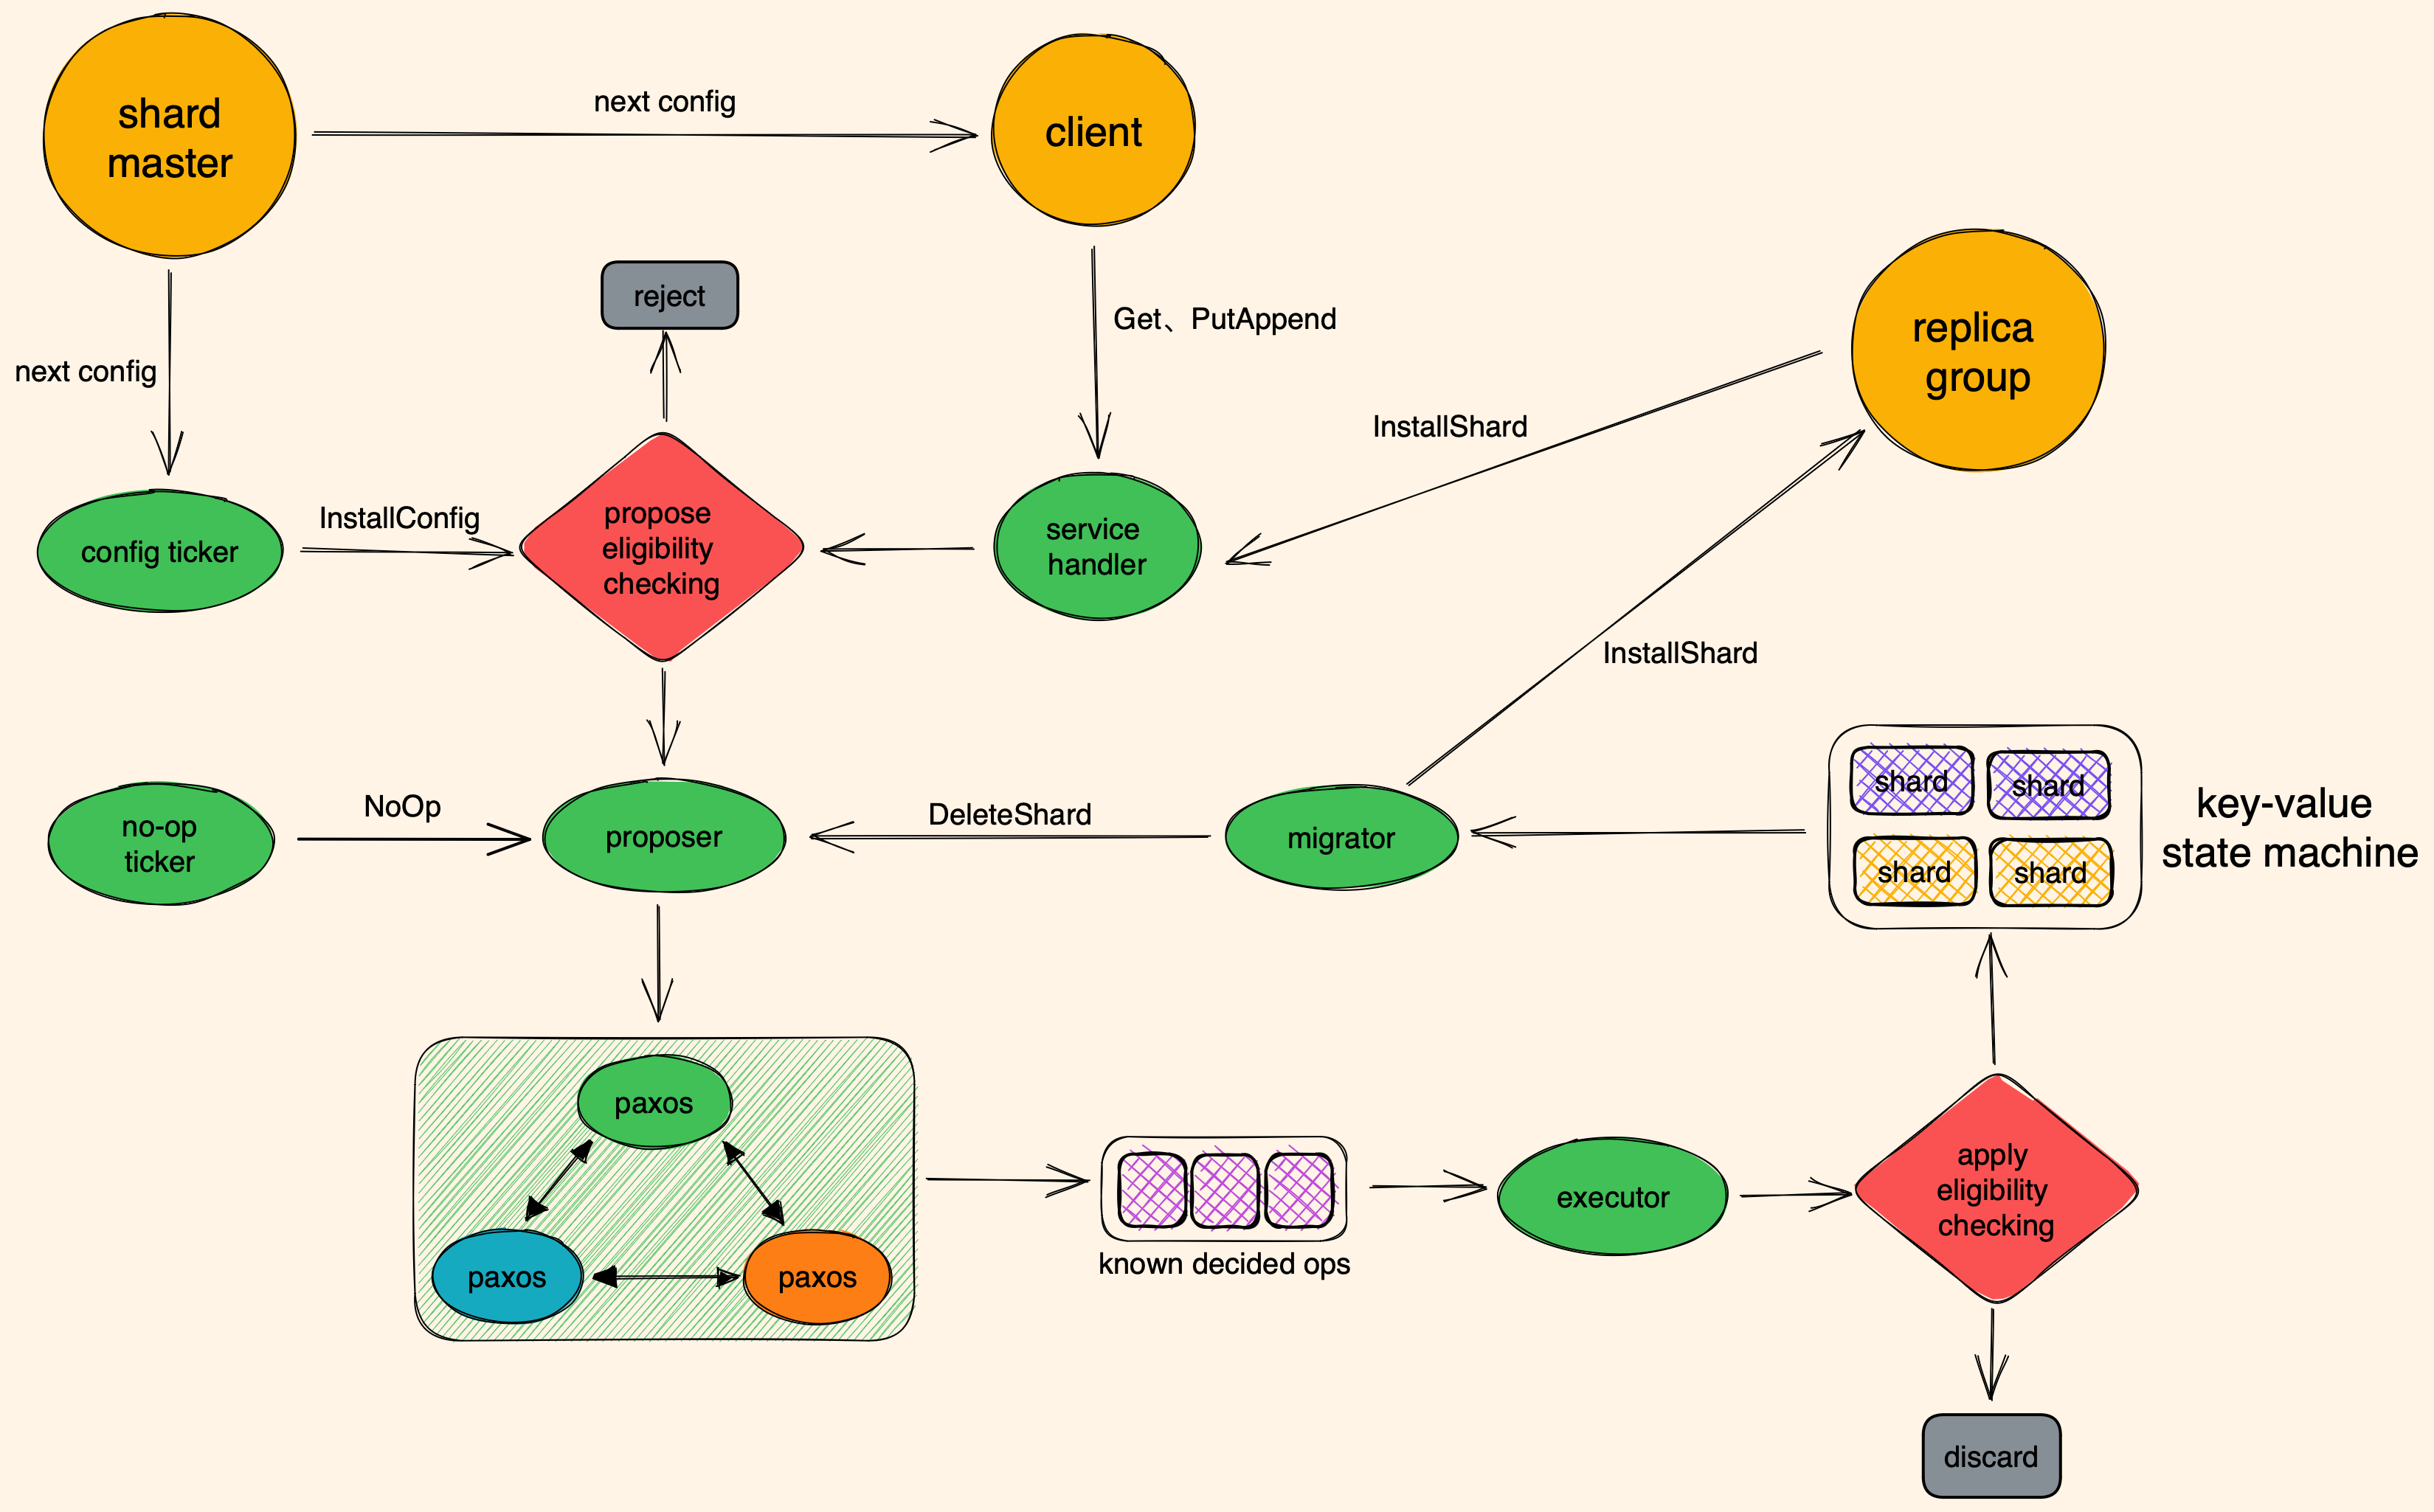 shard
master
next config
client
reject
next config
Get、PutAppend
replica
group
InstallShard
InstallConfig
config ticker
propose
eligibility
checking
service
handler
InstallShard
no-op
ticker
NoOp
proposer
DeleteShard
migrator
shard
shard
shard
shard
key-value
state machine
paxos
paxos
paxos
known decided ops
executor
apply
eligibility
checking
discard